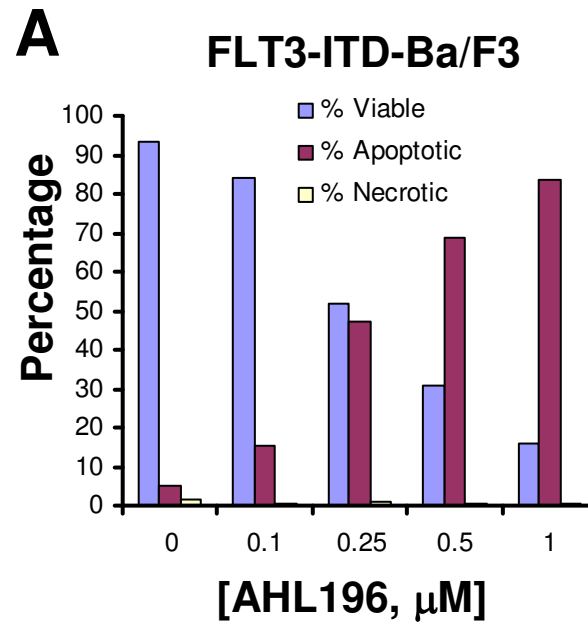 A
FLT3-ITD-Ba/F3
% Viable
% Apoptotic
% Necrotic
Percentage
100
90
80
70
60
50
40
30
20
10
0
0 0.1 0.25 0.5 1
[AHL196, μM]